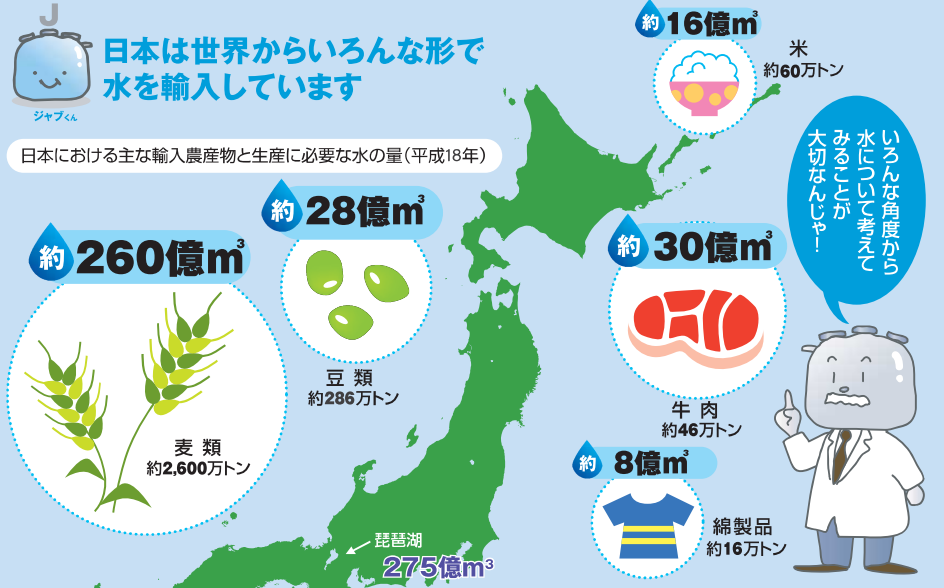 J
ジャブくん
日本は世界からいろんな形で
水を輸入しています
日本における主な輸入農産物と生産に必要な水の量（平成18年）
約16億m³
米
約60万トン
約28億m³
豆類
約286万トン
約260億m³
麦類
約2,600万トン
約30億m³
牛肉
約46万トン
約8億m³
綿製品
約16万トン
琵琶湖
275億m³
いろんな角度から
水について考えて
みることが
大切なんじゃ！